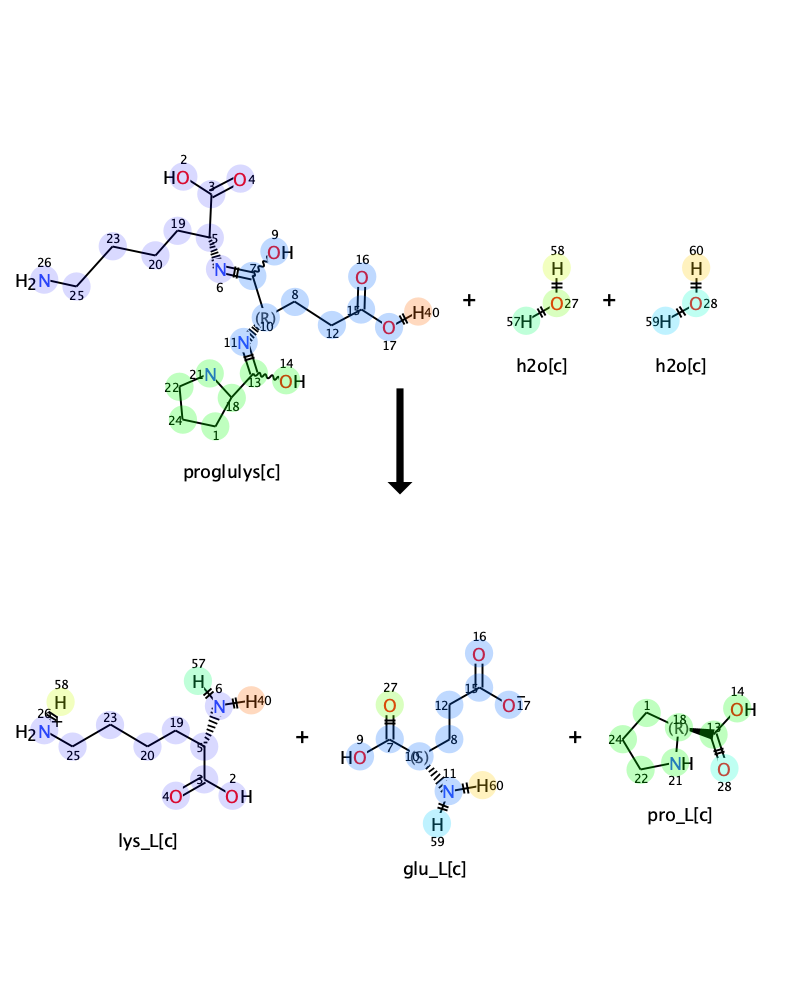 2
HO 3 O 4
9
OH
23 19 5
26 20 N 7
H2N 6 16 58 60
25 8 O H H
(R) 15 + O 27 + O 28
10 O H 40 57 H 59 H
11 N 12 17
14 h2o[c] h2o[c]
21 N 13 OH
22 18
24
1
proglulys[c]
16
O
57 27 15 14
58 H 6 O 12 O⁻ 17 1 OH
H N H 40 18 13
26 + 23 19 9 8 24 (R)
H2N 5 + HO 7 10 (S) + NH O
25 20 11 22 21 28
3 2 N H 60
4 O OH H pro_L[c]
59
lys_L[c]
glu_L[c]